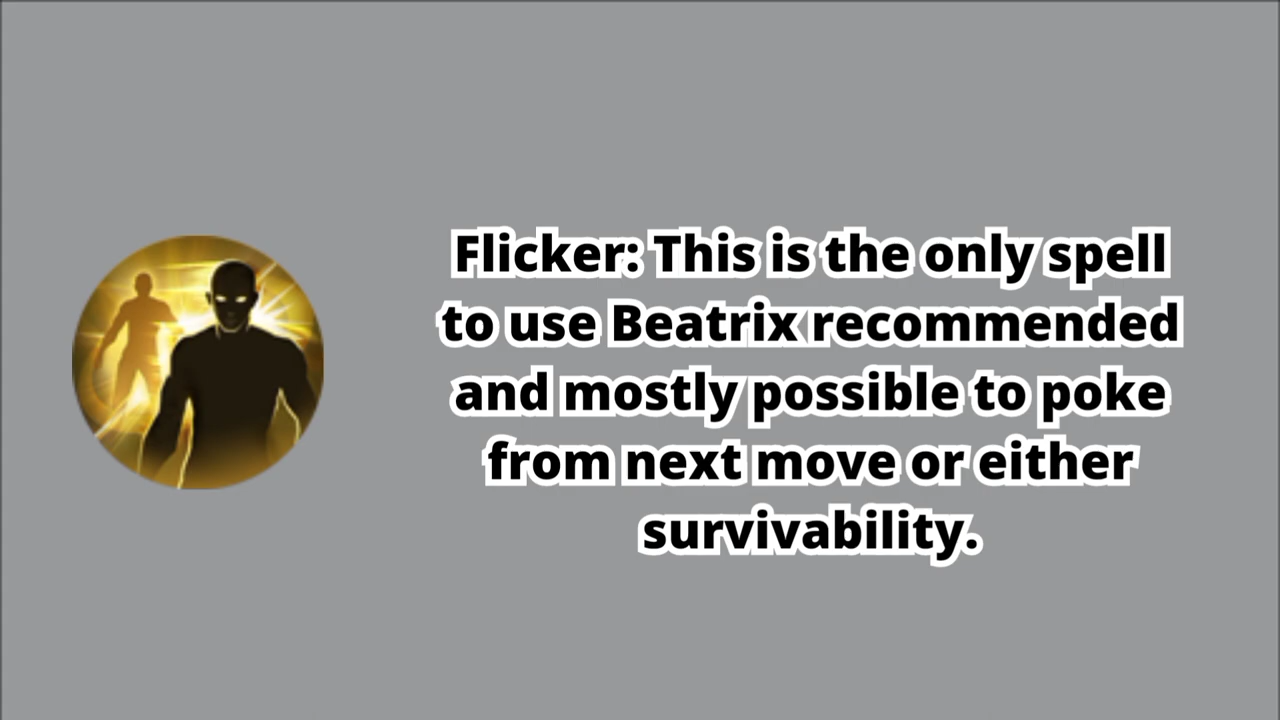 Flicker: This is the only spell
to use Beatrix recommended
and mostly possible to poke
from next move or either
survivability.